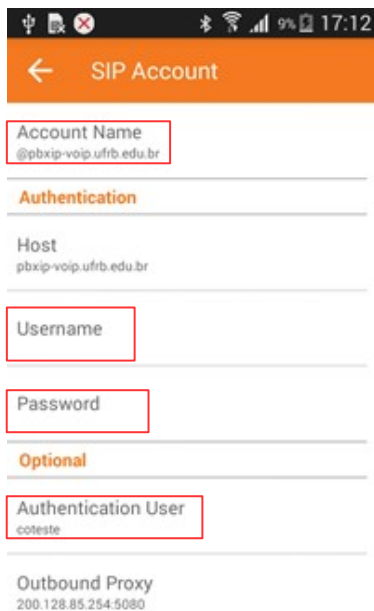 9% 17:12
SIP Account
Account Name
@pbxip-voip.ufrb.edu.br
Authentication
Host
pbxip-voip.ufrb.edu.br
Username
Password
Optional
Authentication User
coteste
Outbound Proxy
200.128.85.254:5080